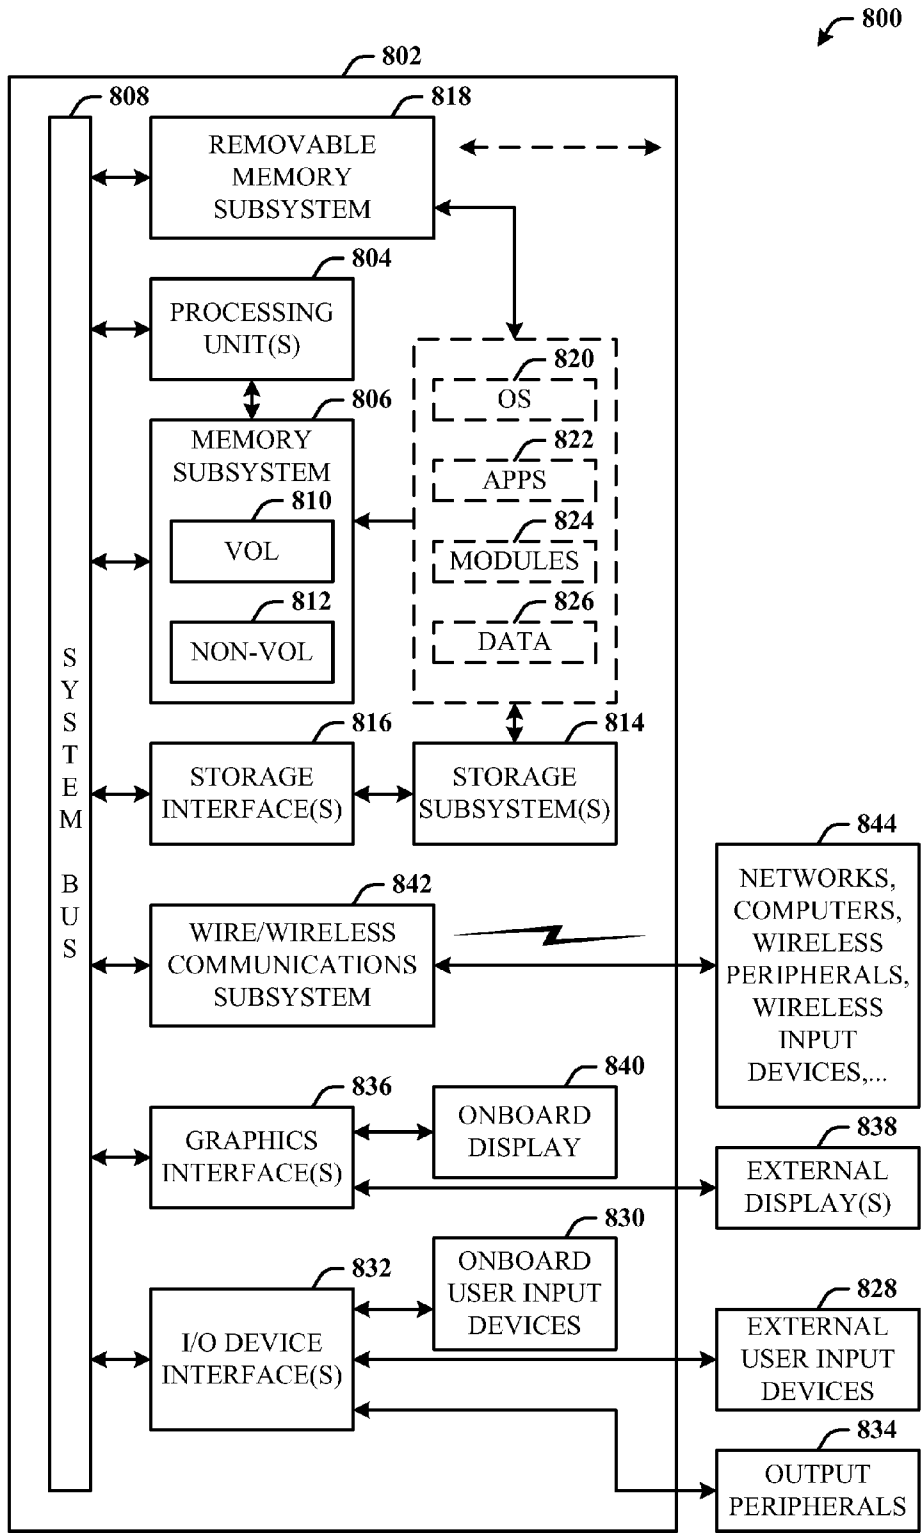 800
802
808
818
REMOVABLE
MEMORY
SUBSYSTEM
804
PROCESSING
UNIT(S)
820
OS
806
MEMORY
SUBSYSTEM
822
APPS
810
VOL
824
MODULES
812
NON-VOL
826
DATA
SYSTEM BUS
816
STORAGE
INTERFACE(S)
814
STORAGE
SUBSYSTEM(S)
844
NETWORKS,
COMPUTERS,
WIRELESS
PERIPHERALS,
WIRELESS
INPUT
DEVICES,...
842
WIRE/WIRELESS
COMMUNICATIONS
SUBSYSTEM
836
GRAPHICS
INTERFACE(S)
840
ONBOARD
DISPLAY
838
EXTERNAL
DISPLAY(S)
832
I/O DEVICE
INTERFACE(S)
830
ONBOARD
USER INPUT
DEVICES
828
EXTERNAL
USER INPUT
DEVICES
834
OUTPUT
PERIPHERALS